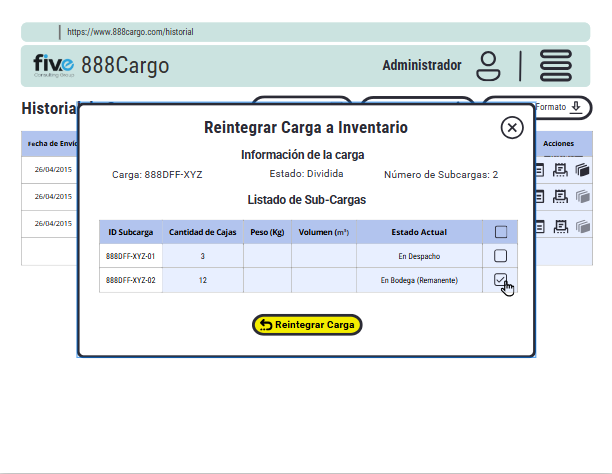 https://www.888cargo.com/historial
five
Consulting Group
888Cargo
Administrador
Historial
Formato
Reintegrar Carga a Inventario
Información de la carga
Carga: 888DFF-XYZ
Estado: Dividida
Número de Subcargas: 2
Listado de Sub-Cargas
Fecha de Envío
Acciones
26/04/2015
26/04/2015
26/04/2015
ID Subcarga Cantidad de Cajas Peso (Kg) Volumen (m³) Estado Actual
888DFF-XYZ-01 3 En Despacho
888DFF-XYZ-02 12 En Bodega (Remanente)
Reintegrar Carga